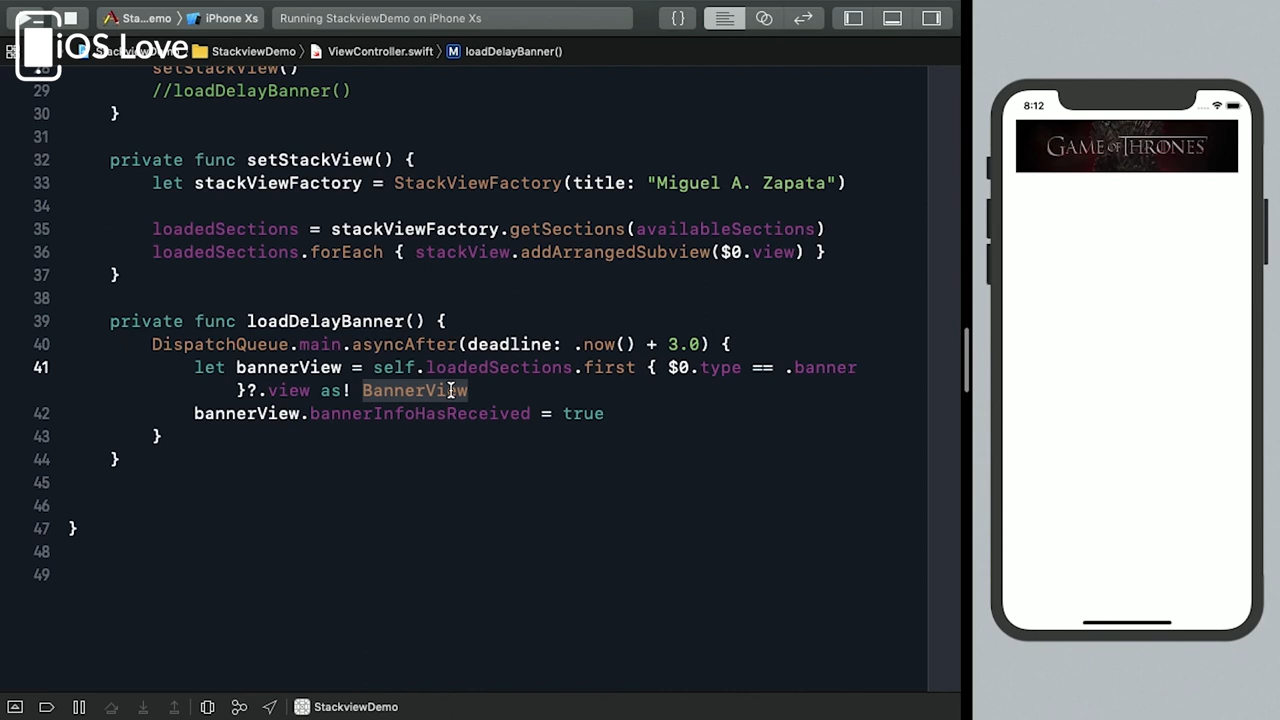 Sta...emo › iPhone Xs
Running StackviewDemo on iPhone Xs
iOS Love
StackviewDemo › ViewController.swift › M loadDelayBanner()
28 setStackView()
29 //loadDelayBanner()
30 }
31
32 private func setStackView() {
33 let stackViewFactory = StackViewFactory(title: "Miguel A. Zapata")
34
35 loadedSections = stackViewFactory.getSections(availableSections)
36 loadedSections.forEach { stackView.addArrangedSubview($0.view) }
37 }
38
39 private func loadDelayBanner() {
40 DispatchQueue.main.asyncAfter(deadline: .now() + 3.0) {
41 let bannerView = self.loadedSections.first { $0.type == .banner
}?.view as! BannerView
42 bannerView.bannerInfoHasReceived = true
43 }
44 }
45
46
47 }
48
49
StackviewDemo
8:12
GAME OF THRONES